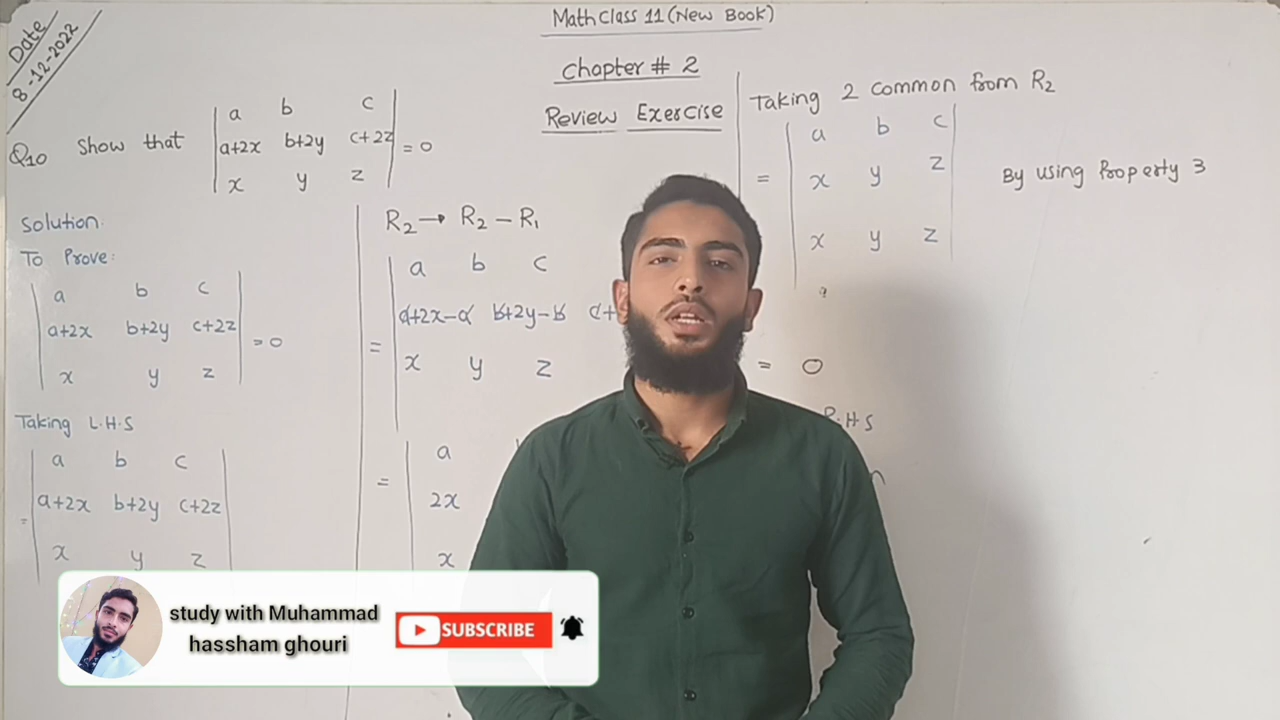 Date
8-12-2022
Math Class 11 (New Book)
Chapter # 2
Review Exercise
Q10 Show that
a b c
a+2x b+2y c+2z = 0
x y z
Solution:
To Prove:
a b c
a+2x b+2y c+2z = 0
x y z
Taking L.H.S
a b c
= a+2x b+2y c+2z
x y z
R2 → R2 - R1
a b c
= a+2x-a b+2y-b
x y z
a
= 2x
x
Taking 2 common from R2
a b c
= x y z
x y z
By using Property 3
= 0
R.H.S
study with Muhammad
hassham ghouri
SUBSCRIBE